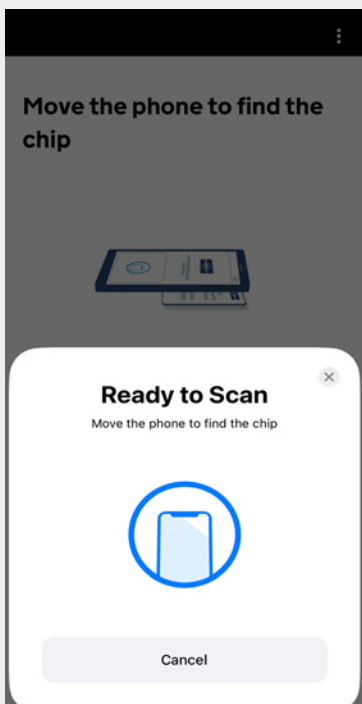 Move the phone to find the
chip
Ready to Scan
Move the phone to find the chip
Cancel